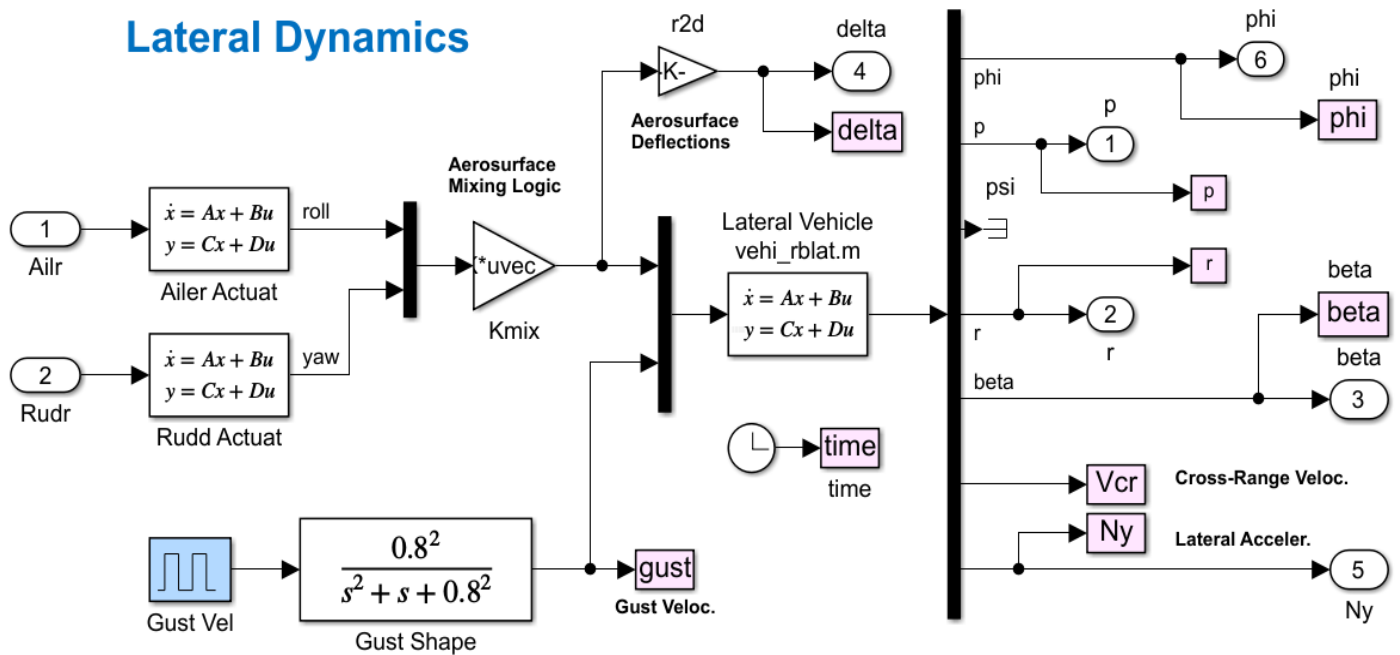 Lateral Dynamics
r2d
-K-
Aerosurface
Deflections
delta
4
delta
phi
6
phi
phi
phi
p
p
1
p
psi
r
r
2
r
beta
beta
beta
beta
3
Aerosurface
Mixing Logic
*uvec
Kmix
1
Ailr
ẋ = Ax + Bu
y = Cx + Du
Ailer Actuat
roll
2
Rudr
ẋ = Ax + Bu
y = Cx + Du
Rudd Actuat
yaw
Lateral Vehicle
vehi_rblat.m
ẋ = Ax + Bu
y = Cx + Du
time
time
Vcr
Cross-Range Veloc.
Ny
Lateral Acceler.
5
Ny
Gust Vel
0.8²
s² + s + 0.8²
Gust Shape
gust
Gust Veloc.